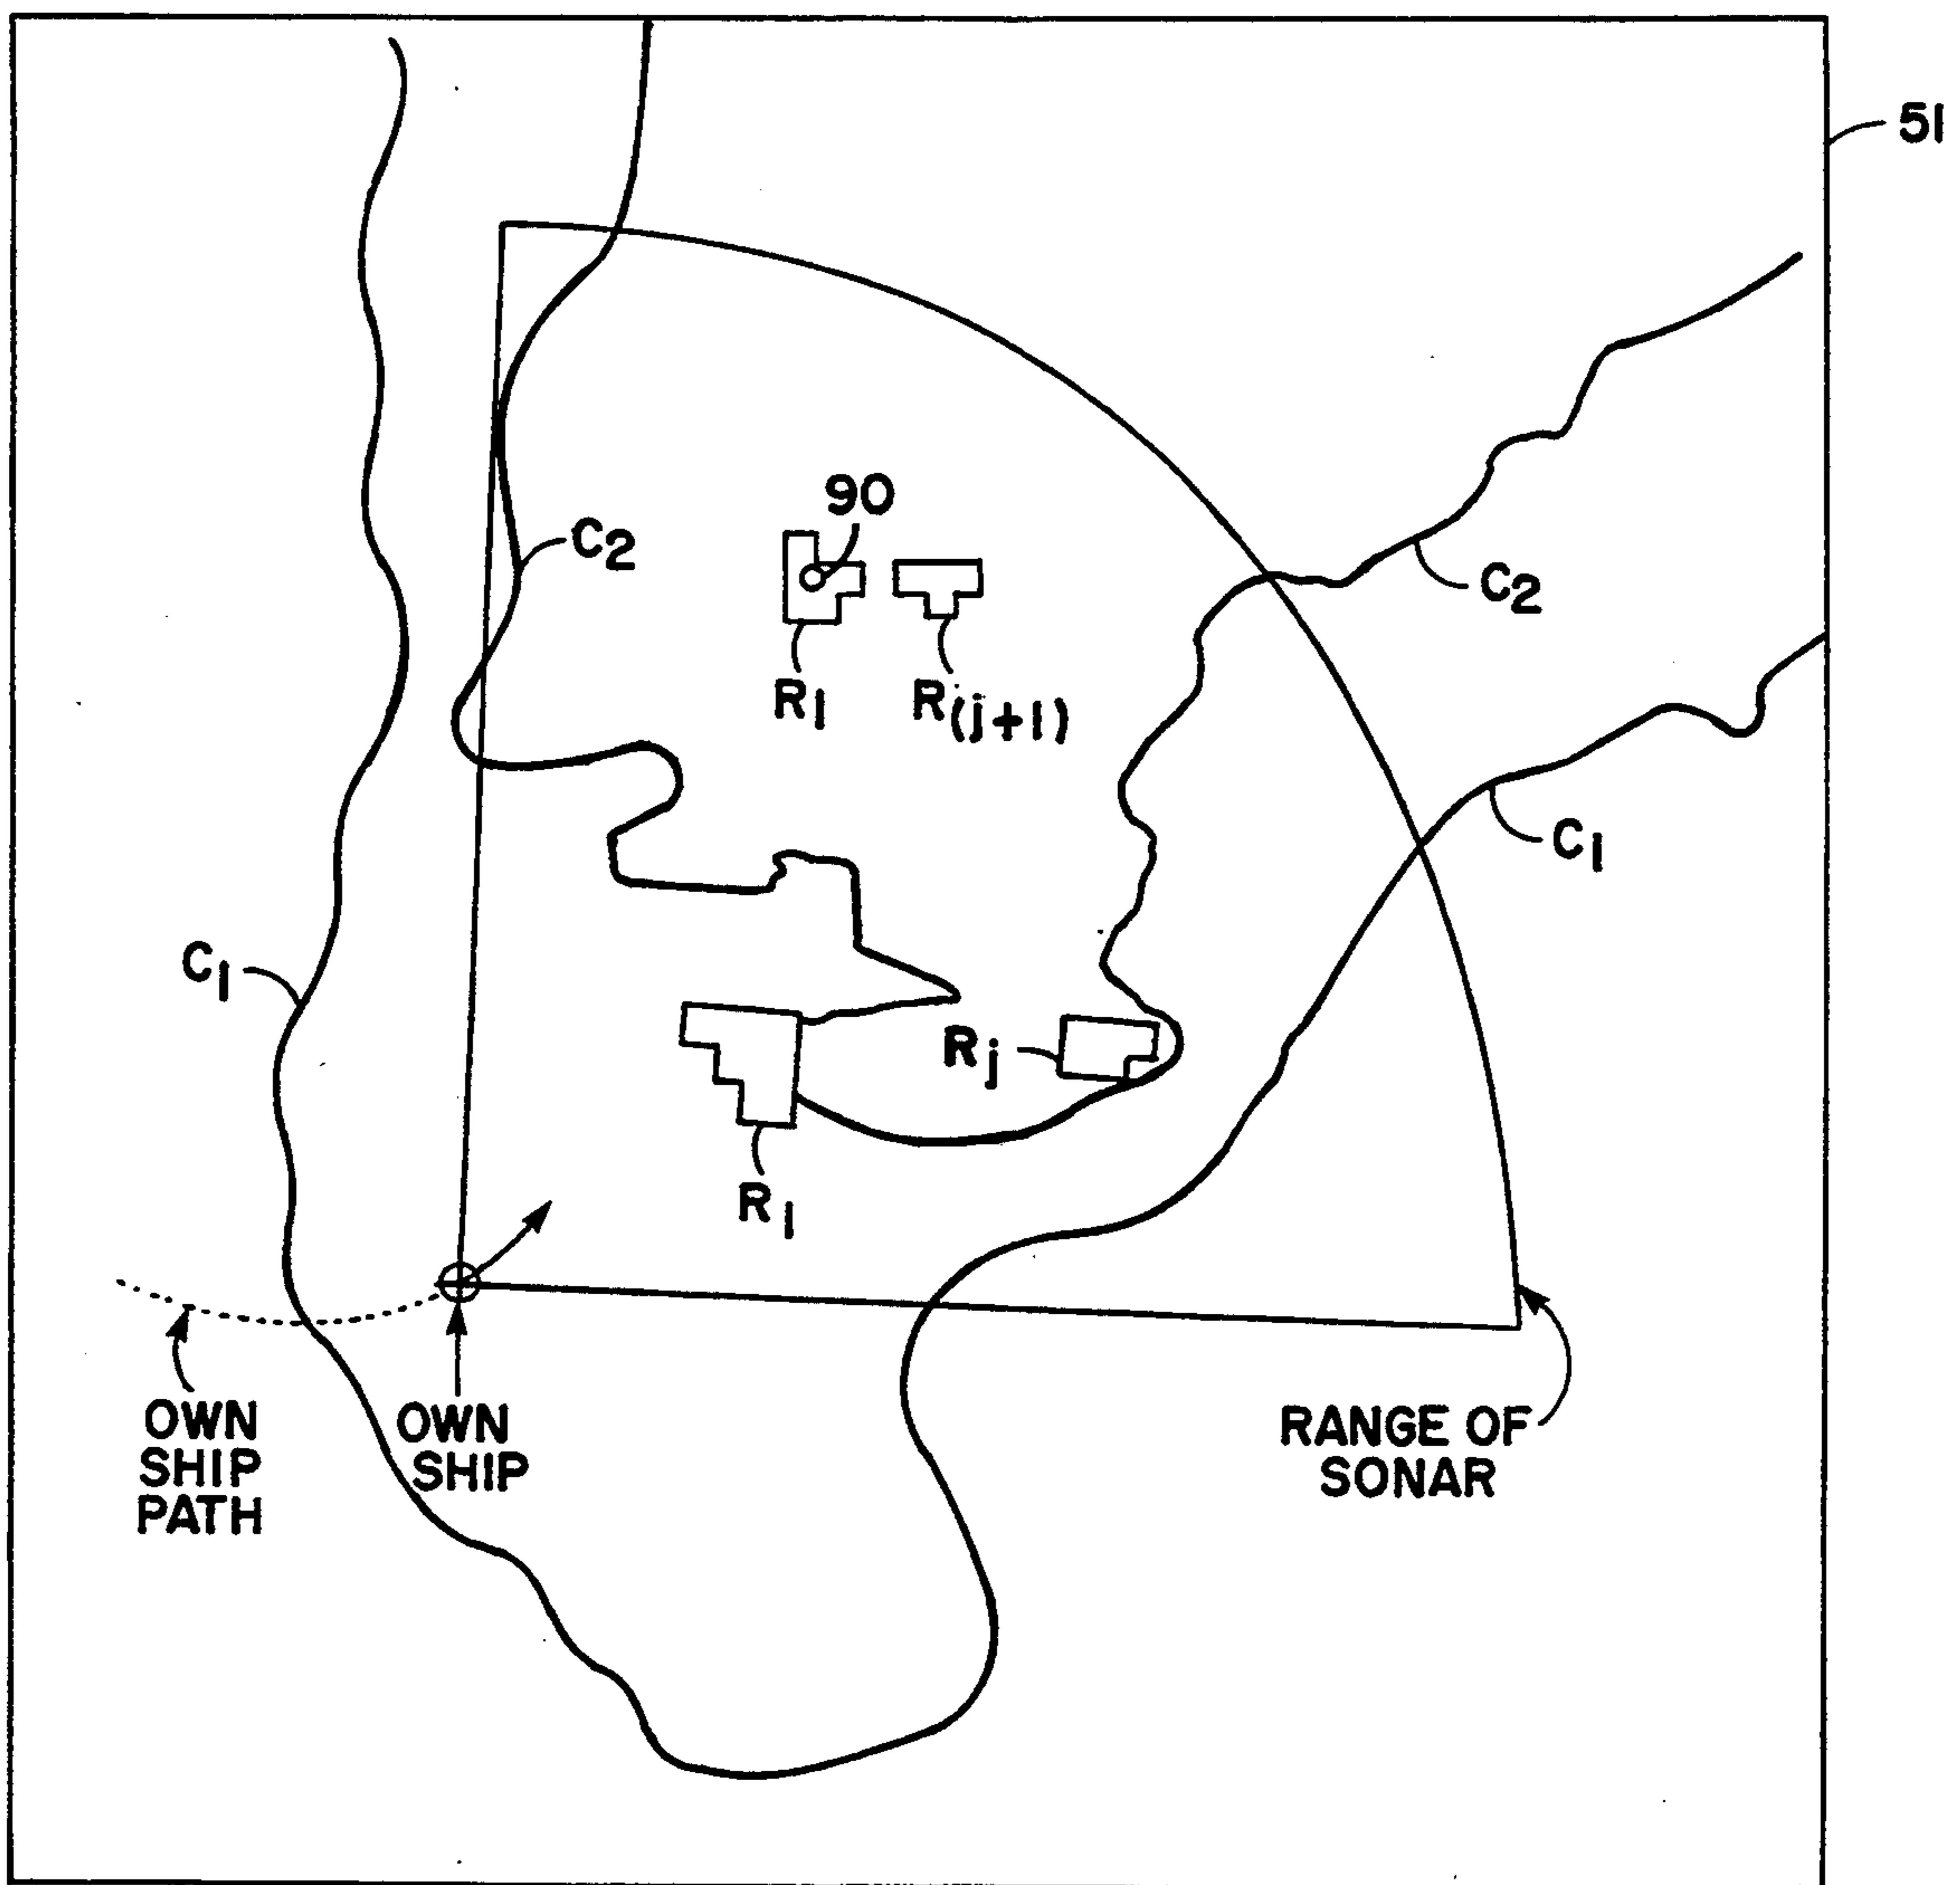 51
90
C2
C2
R1
R(j+1)
C1
C1
Rj
R1
OWN
SHIP
PATH
OWN
SHIP
RANGE OF
SONAR